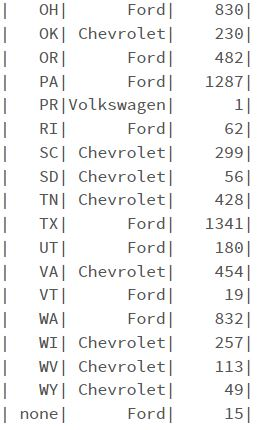 |   OH|      Ford|    830|
|   OK| Chevrolet|    230|
|   OR|      Ford|    482|
|   PA|      Ford|   1287|
|   PR|Volkswagen|      1|
|   RI|      Ford|     62|
|   SC| Chevrolet|    299|
|   SD| Chevrolet|     56|
|   TN| Chevrolet|    428|
|   TX|      Ford|   1341|
|   UT|      Ford|    180|
|   VA| Chevrolet|    454|
|   VT|      Ford|     19|
|   WA|      Ford|    832|
|   WI| Chevrolet|    257|
|   WV| Chevrolet|    113|
|   WY| Chevrolet|     49|
| none|      Ford|     15|